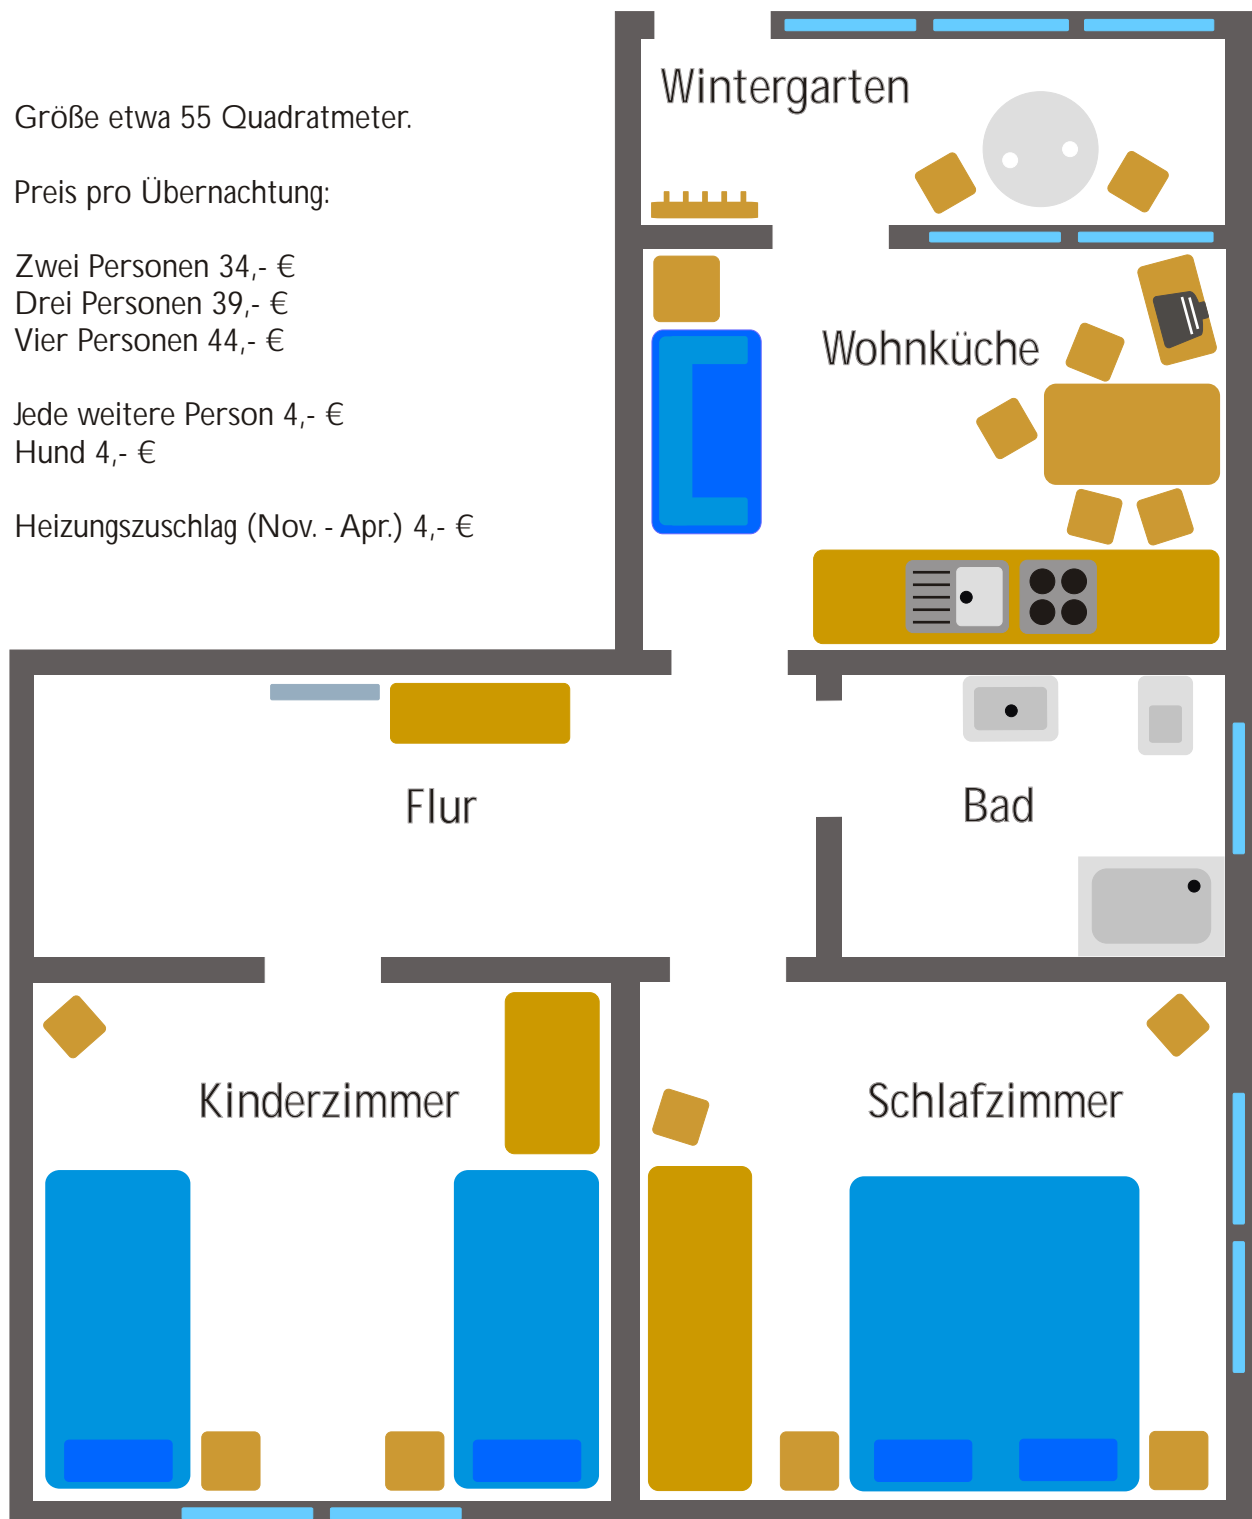 Wintergarten
Größe etwa 55 Quadratmeter.
Preis pro Übernachtung:
Zwei Personen 34,- €
Drei Personen 39,- €
Vier Personen 44,- €
Jede weitere Person 4,- €
Hund 4,- €
Heizungszuschlag (Nov. - Apr.) 4,- €
Wohnküche
Flur
Bad
Kinderzimmer
Schlafzimmer